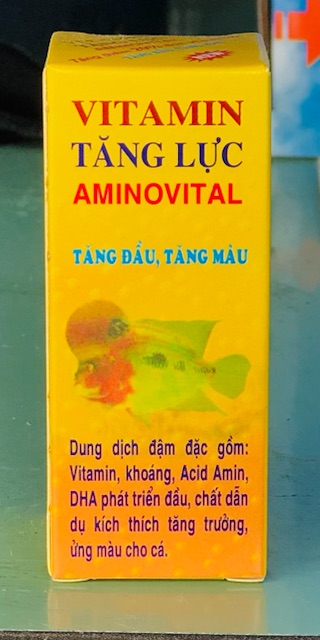 VITAMIN
TĂNG LỰC
AMINOVITAL
TĂNG ĐẦU, TĂNG MÀU
Dung dịch đậm đặc gồm:
Vitamin, khoáng, Acid Amin,
DHA phát triển đầu, chất dẫn
dụ kích thích tăng trưởng,
ửng màu cho cá.